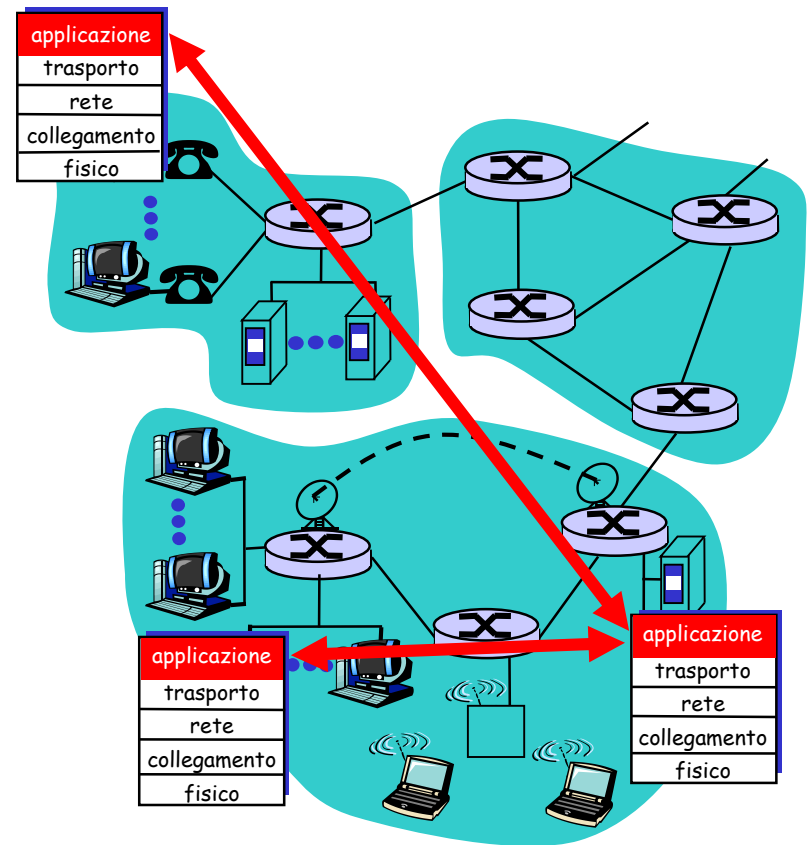 applicazione
trasporto
rete
collegamento
fisico
applicazione
trasporto
rete
collegamento
fisico
applicazione
trasporto
rete
collegamento
fisico